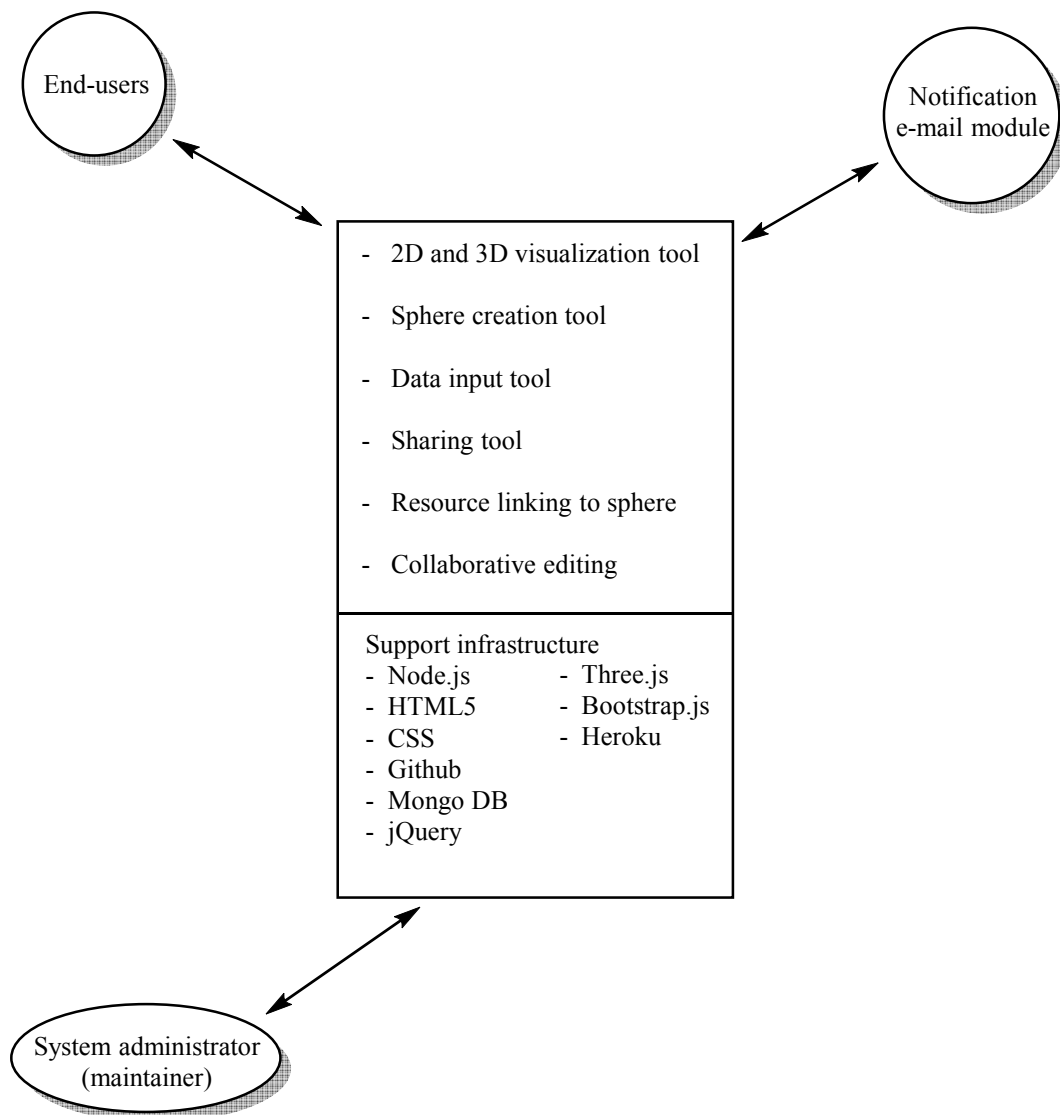 End-users
Notification
e-mail module
- 2D and 3D visualization tool
- Sphere creation tool
- Data input tool
- Sharing tool
- Resource linking to sphere
- Collaborative editing
Support infrastructure
- Node.js
- HTML5
- CSS
- Github
- Mongo DB
- jQuery
- Three.js
- Bootstrap.js
- Heroku
System administrator
(maintainer)